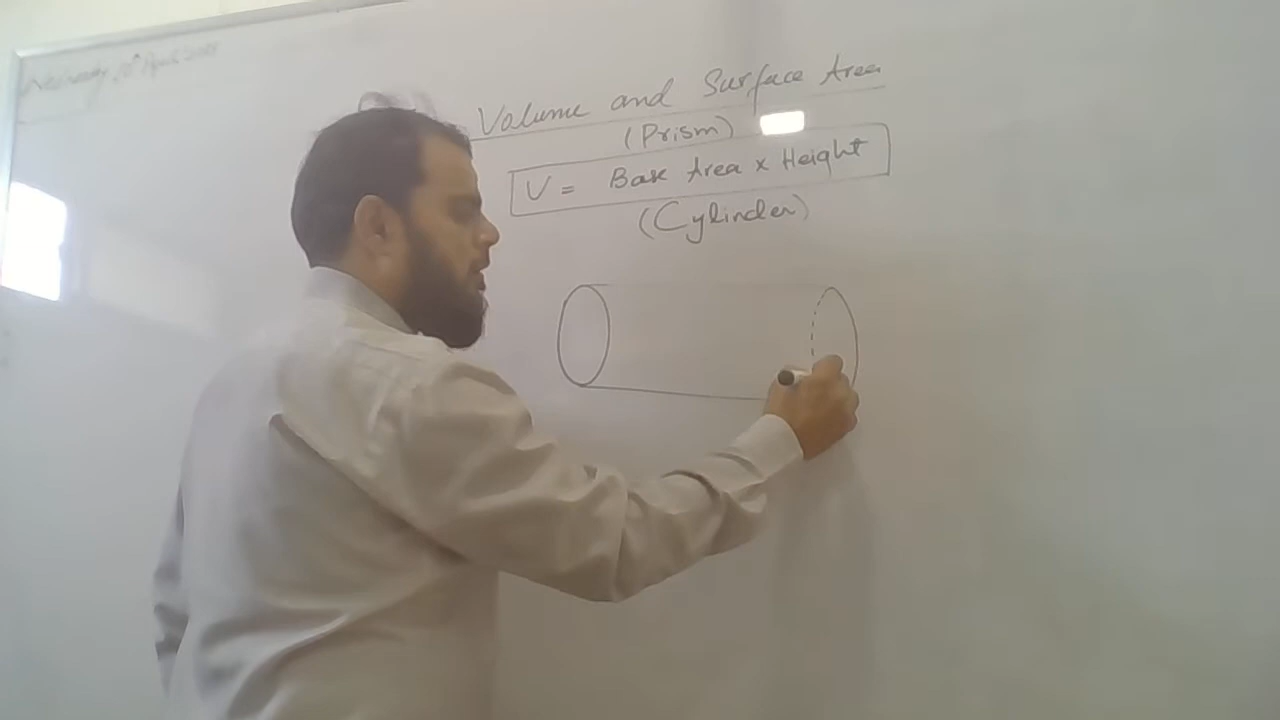 Volume and Surface Area
(Prism)
V = Base Area x Height
(Cylinder)